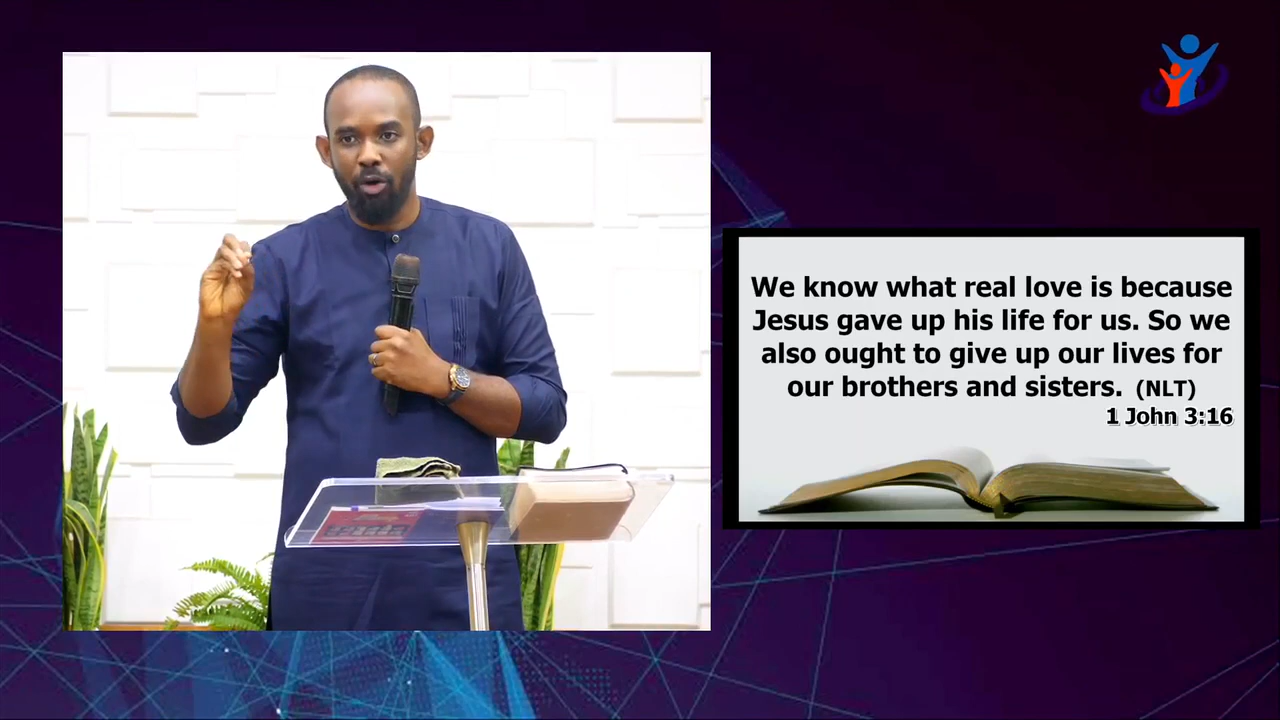 We know what real love is because
Jesus gave up his life for us. So we
also ought to give up our lives for
our brothers and sisters. (NLT)
1 John 3:16